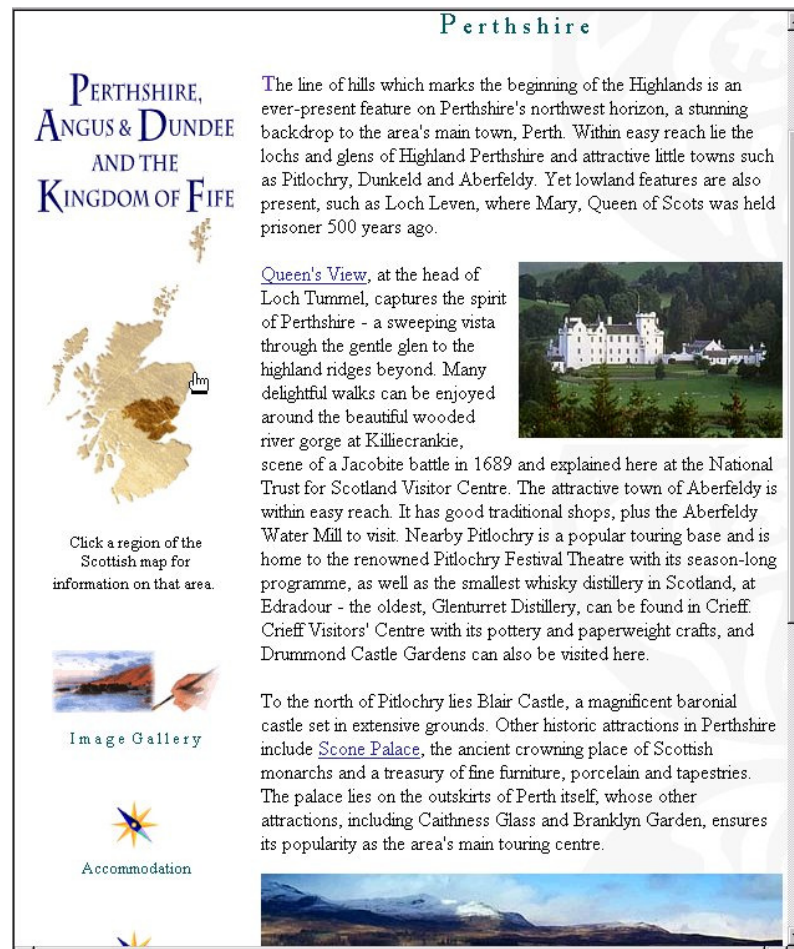 Perthshire
PERTHSHIRE,
ANGUS & DUNDEE
AND THE
KINGDOM OF FIFE
Click a region of the
Scottish map for
information on that area.
Image Gallery
Accommodation
The line of hills which marks the beginning of the Highlands is an
ever-present feature on Perthshire's northwest horizon, a stunning
backdrop to the area's main town, Perth. Within easy reach lie the
lochs and glens of Highland Perthshire and attractive little towns such
as Pitlochry, Dunkeld and Aberfeldy. Yet lowland features are also
present, such as Loch Leven, where Mary, Queen of Scots was held
prisoner 500 years ago.
Queen's View, at the head of
Loch Tummel, captures the spirit
of Perthshire - a sweeping vista
through the gentle glen to the
highland ridges beyond. Many
delightful walks can be enjoyed
around the beautiful wooded
river gorge at Killiecrankie,
scene of a Jacobite battle in 1689 and explained here at the National
Trust for Scotland Visitor Centre. The attractive town of Aberfeldy is
within easy reach. It has good traditional shops, plus the Aberfeldy
Water Mill to visit. Nearby Pitlochry is a popular touring base and is
home to the renowned Pitlochry Festival Theatre with its season-long
programme, as well as the smallest whisky distillery in Scotland, at
Edradour - the oldest, Glenturret Distillery, can be found in Crieff.
Crieff Visitors' Centre with its pottery and paperweight crafts, and
Drummond Castle Gardens can also be visited here.
To the north of Pitlochry lies Blair Castle, a magnificent baronial
castle set in extensive grounds. Other historic attractions in Perthshire
include Scone Palace, the ancient crowning place of Scottish
monarchs and a treasury of fine furniture, porcelain and tapestries.
The palace lies on the outskirts of Perth itself, whose other
attractions, including Caithness Glass and Branklyn Garden, ensures
its popularity as the area's main touring centre.